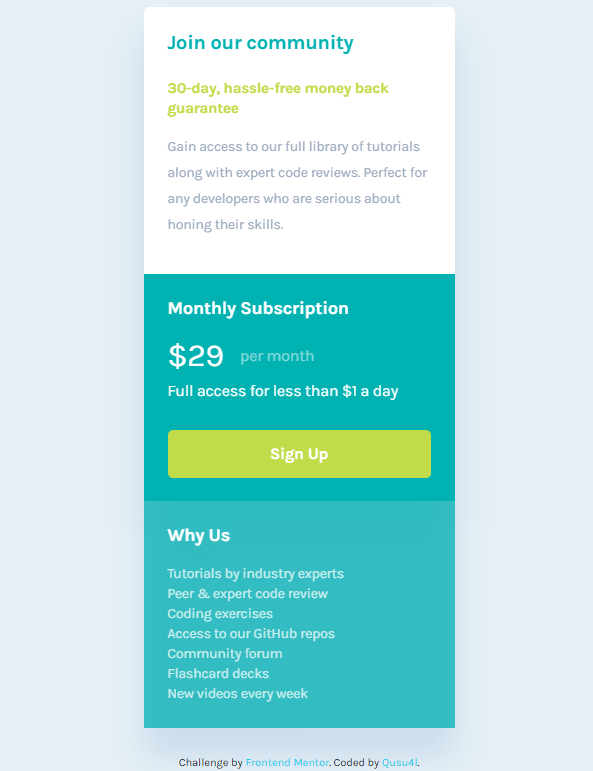 Join our community
30-day, hassle-free money back
guarantee
Gain access to our full library of tutorials
along with expert code reviews. Perfect for
any developers who are serious about
honing their skills.
Monthly Subscription
$29 per month
Full access for less than $1 a day
Sign Up
Why Us
Tutorials by industry experts
Peer & expert code review
Coding exercises
Access to our GitHub repos
Community forum
Flashcard decks
New videos every week
Challenge by Frontend Mentor. Coded by Qusu4l.